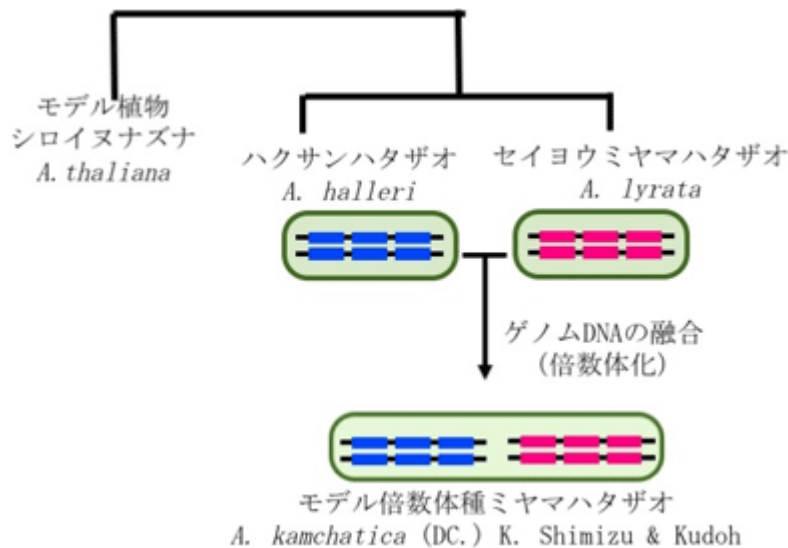 モデル植物
シロイヌナズナ
A.thaliana
ハクサンハタザオ
A. halleri
セイヨウミヤマハタザオ
A. lyrata
ゲノムDNAの融合
(倍数体化)
モデル倍数体種ミヤマハタザオ
A. kamchatica (DC.) K. Shimizu & Kudoh